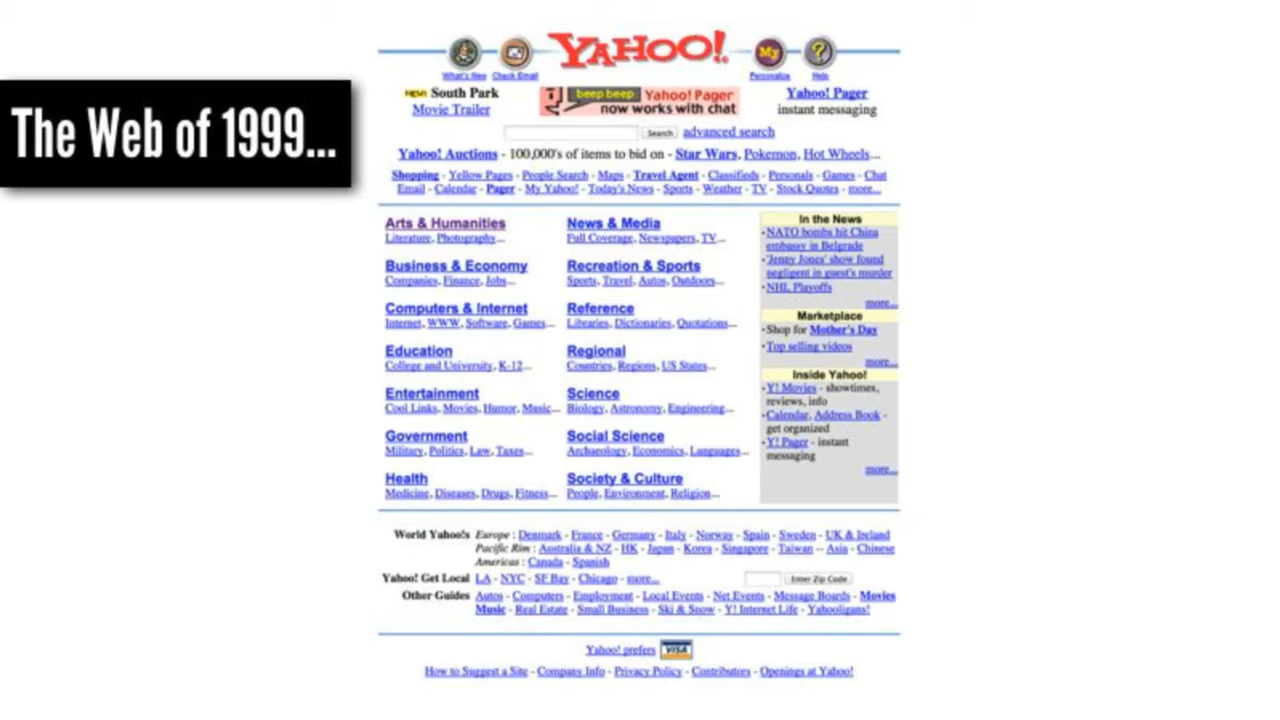 The Web of 1999...
YAHOO!
My
?
What's New Check Email Personalize Help
NEW! South Park
Movie Trailer
beep beep Yahoo! Pager
now works with chat
Yahoo! Pager
instant messaging
Search advanced search
Yahoo! Auctions - 100,000's of items to bid on - Star Wars, Pokemon, Hot Wheels...
Shopping - Yellow Pages - People Search - Maps - Travel Agent - Classifieds - Personals - Games - Chat
Email - Calendar - Pager - My Yahoo! - Today's News - Sports - Weather - TV - Stock Quotes - more...
Arts & Humanities
Literature, Photography...
Business & Economy
Companies, Finance, Jobs...
Computers & Internet
Internet, WWW, Software, Games...
Education
College and University, K-12...
Entertainment
Cool Links, Movies, Humor, Music...
Government
Military, Politics, Law, Taxes...
Health
Medicine, Diseases, Drugs, Fitness...
News & Media
Full Coverage, Newspapers, TV...
Recreation & Sports
Sports, Travel, Autos, Outdoors...
Reference
Libraries, Dictionaries, Quotations...
Regional
Countries, Regions, US States...
Science
Biology, Astronomy, Engineering...
Social Science
Archaeology, Economics, Languages...
Society & Culture
People, Environment, Religion...
In the News
·NATO bombs hit China
embassy in Belgrade
·'Jenny Jones' show found
negligent in guest's murder
·NHL Playoffs
more...
Marketplace
·Shop for Mother's Day
·Top selling videos
more...
Inside Yahoo!
·Y! Movies - showtimes,
reviews, info
·Calendar, Address Book -
get organized
·Y! Pager - instant
messaging
more...
World Yahoo!s Europe : Denmark - France - Germany - Italy - Norway - Spain - Sweden - UK & Ireland
Pacific Rim : Australia & NZ - HK - Japan - Korea - Singapore - Taiwan -- Asia - Chinese
Americas : Canada - Spanish
Yahoo! Get Local LA - NYC - SF Bay - Chicago - more... Enter Zip Code
Other Guides Autos - Computers - Employment - Local Events - Net Events - Message Boards - Movies
Music - Real Estate - Small Business - Ski & Snow - Y! Internet Life - Yahooligans!
Yahoo! prefers VISA
How to Suggest a Site - Company Info - Privacy Policy - Contributors - Openings at Yahoo!